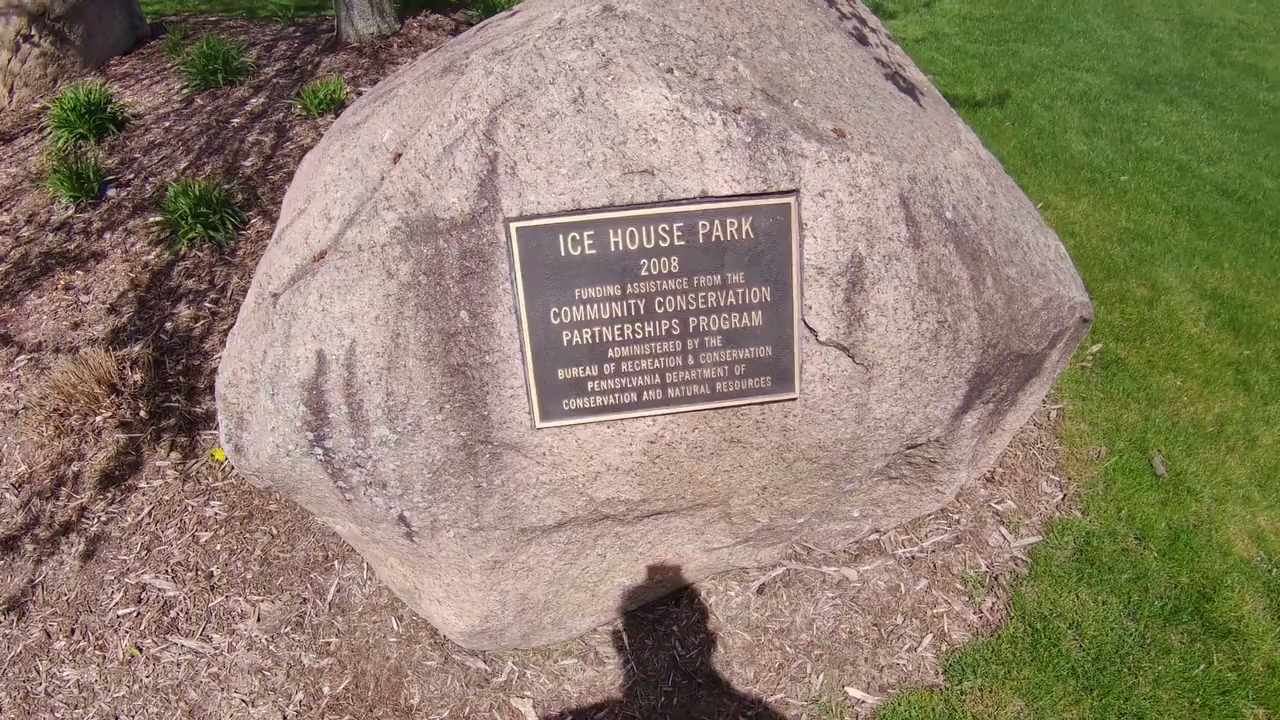 ICE HOUSE PARK
2008
FUNDING ASSISTANCE FROM THE
COMMUNITY CONSERVATION
PARTNERSHIPS PROGRAM
ADMINISTERED BY THE
BUREAU OF RECREATION & CONSERVATION
PENNSYLVANIA DEPARTMENT OF
CONSERVATION AND NATURAL RESOURCES